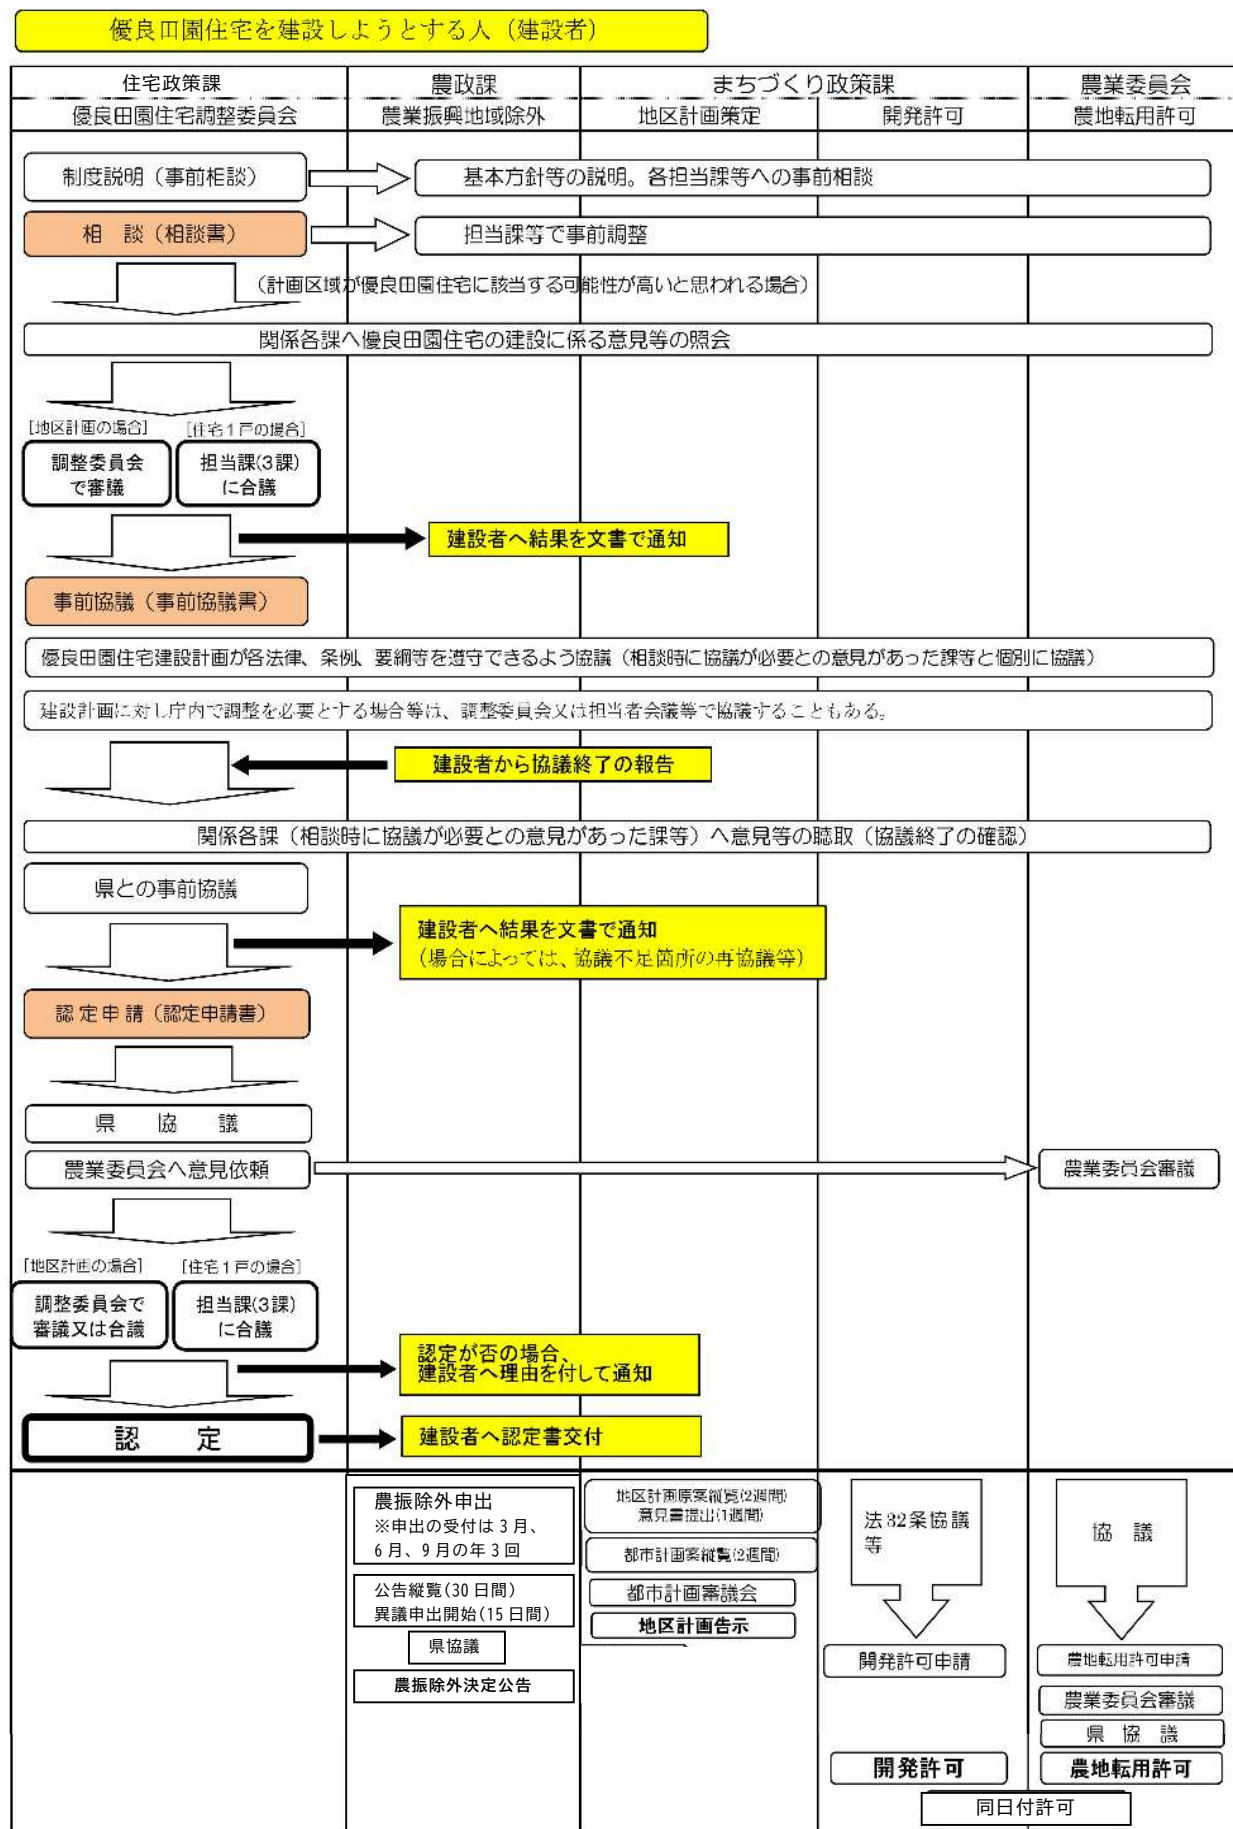 優良田園住宅を建設しようとする人（建設者）
住宅政策課
農政課
まちづくり政策課
農業委員会
優良田園住宅調整委員会
農業振興地域除外
地区計画策定
開発許可
農地転用許可
制度説明（事前相談）
基本方針等の説明。各担当課等への事前相談
相　談（相談書）
担当課等で事前調整
（計画区域が優良田園住宅に該当する可能性が高いと思われる場合）
関係各課へ優良田園住宅の建設に係る意見等の照会
[地区計画の場合]
[住宅１戸の場合]
調整委員会
で審議
担当課(3課)
に合議
建設者へ結果を文書で通知
事前協議（事前協議書）
優良田園住宅建設計画が各法律、条例、要綱等を遵守できるよう協議（相談時に協議が必要との意見があった課等と個別に協議）
建設計画に対し庁内で調整を必要とする場合等は、調整委員会又は担当者会議等で協議することもある。
建設者から協議終了の報告
関係各課（相談時に協議が必要との意見があった課等）へ意見等の聴取（協議終了の確認）
県との事前協議
建設者へ結果を文書で通知
（場合によっては、協議不足箇所の再協議等）
認定申請（認定申請書）
県　協　議
農業委員会へ意見依頼
農業委員会審議
[地区計画の場合]
[住宅１戸の場合]
調整委員会で
審議又は合議
担当課(3課)
に合議
認定が否の場合、
建設者へ理由を付して通知
認　定
建設者へ認定書交付
農振除外申出
※申出の受付は３月、
６月、９月の年３回
公告縦覧(30日間)
異議申出開始(15日間)
県協議
農振除外決定公告
地区計画原案縦覧(2週間)
意見書提出(1週間)
都市計画案縦覧(2週間)
都市計画審議会
地区計画告示
法32条協議
等
開発許可申請
開発許可
協　議
農地転用許可申請
農業委員会審議
県　協　議
農地転用許可
同日付許可